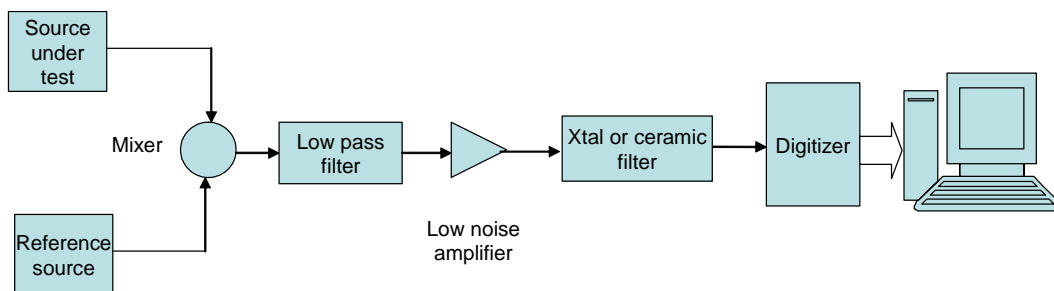 Source
under
test
Mixer
Low pass
filter
Xtal or ceramic
filter
Digitizer
Low noise
amplifier
Reference
source